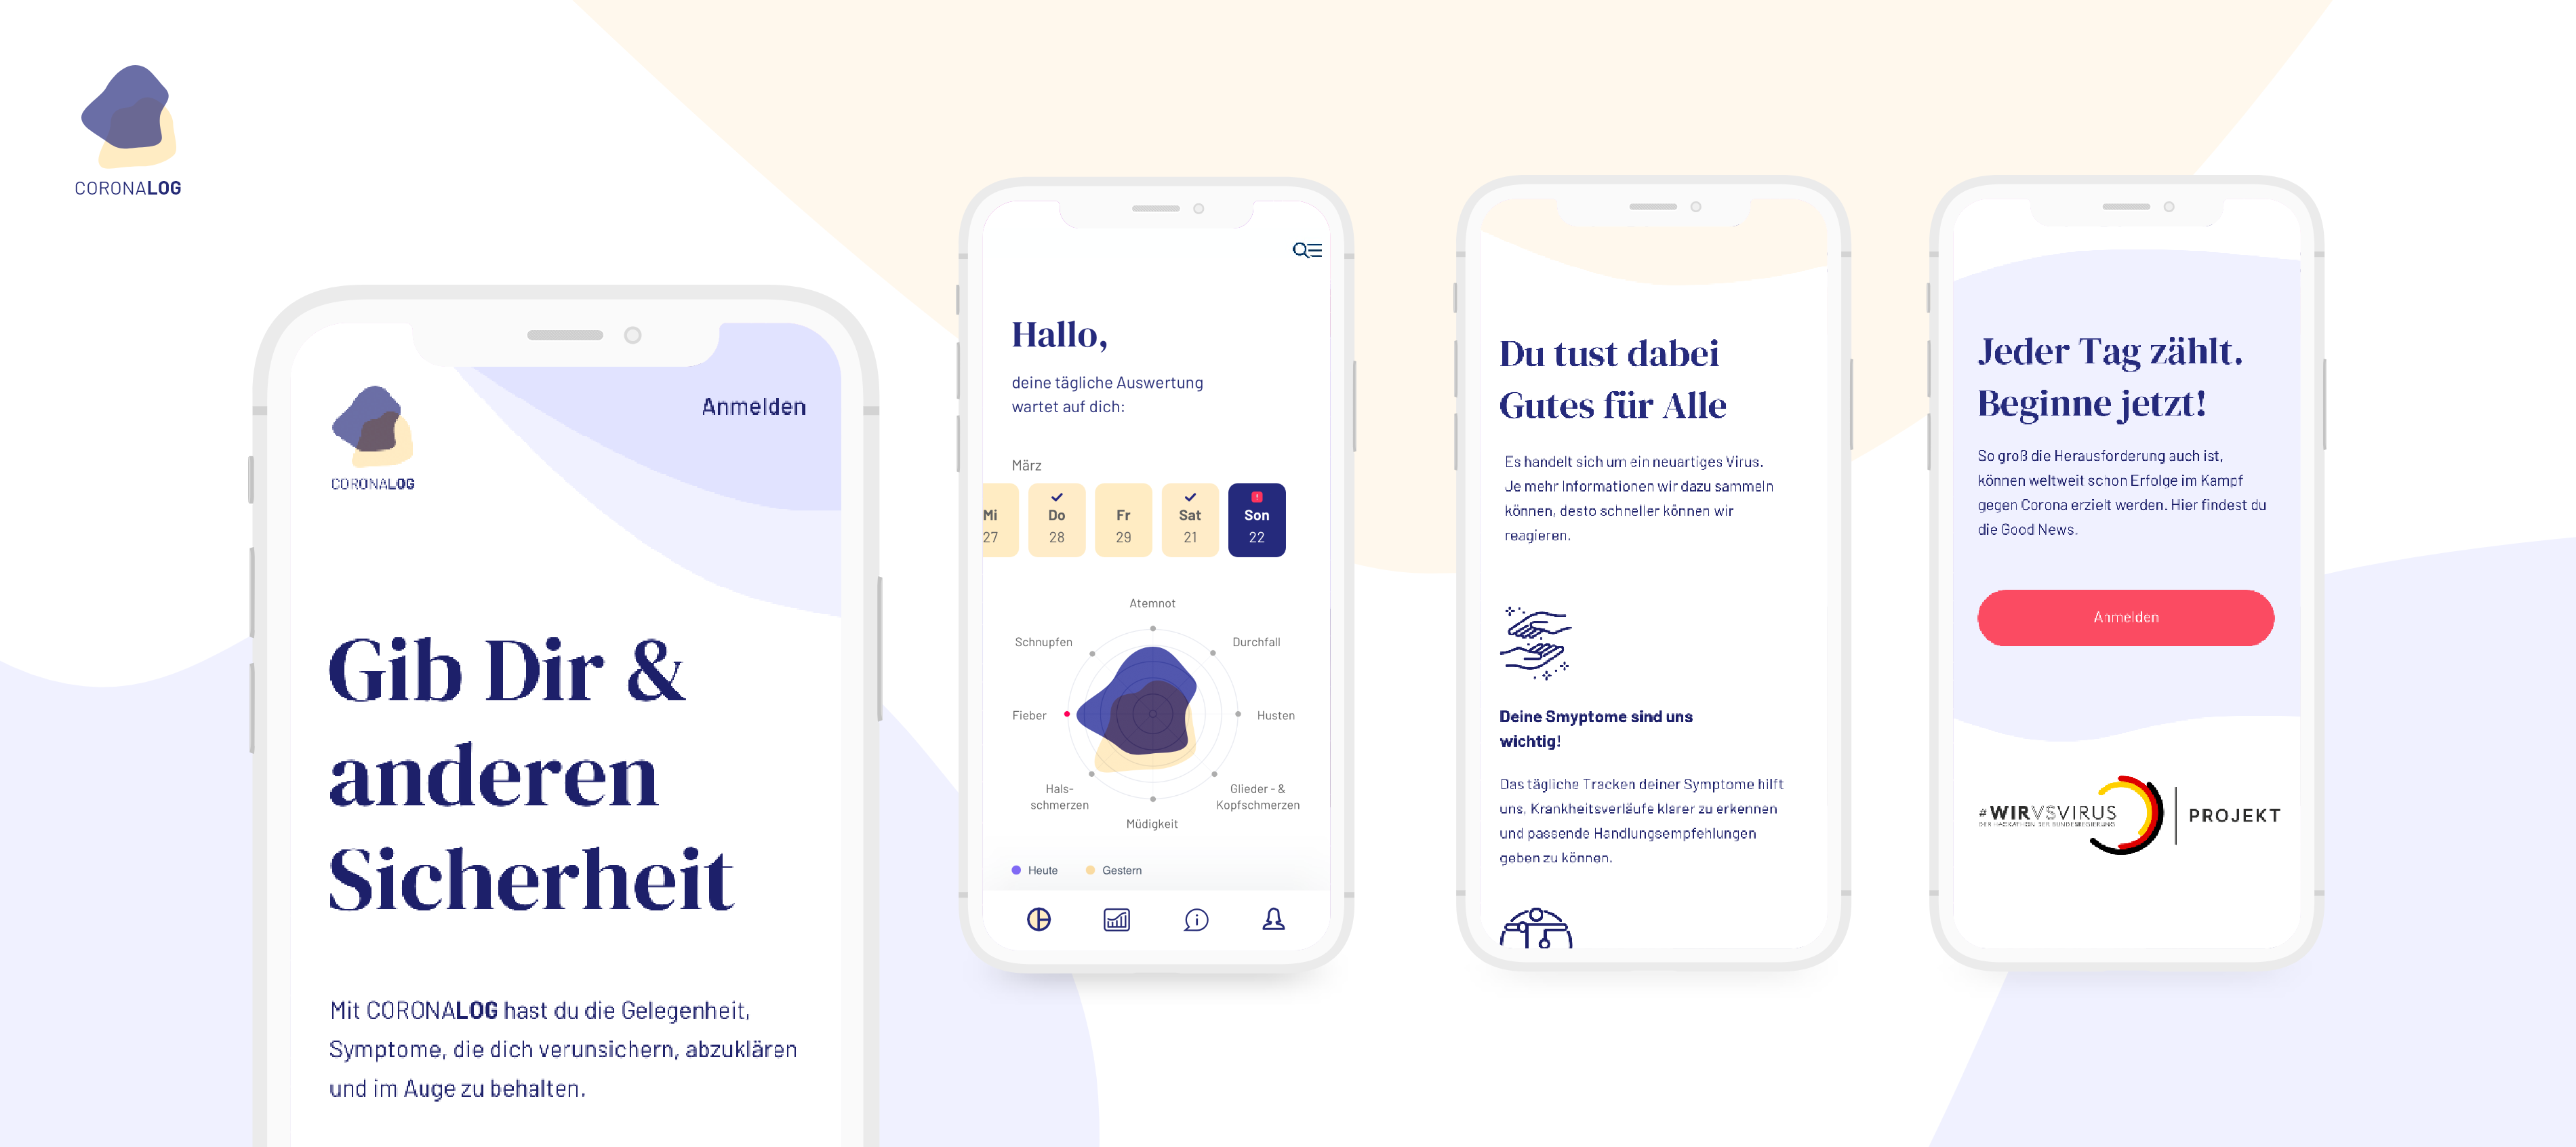 CORONALOG
CORONALOG
Anmelden
Gib Dir &
anderen
Sicherheit
Mit CORONALOG hast du die Gelegenheit,
Symptome, die dich verunsichern, abzuklären
und im Auge zu behalten.
Hallo,
deine tägliche Auswertung
wartet auf dich:
März
Mi Do Fr Sat Son
27 28 29 21 22
Atemnot
Schnupfen
Durchfall
Fieber
Husten
Hals-
schmerzen
Glieder - &
Kopfschmerzen
Müdigkeit
Heute
Gestern
Du tust dabei
Gutes für Alle
Es handelt sich um ein neuartiges Virus.
Je mehr Informationen wir dazu sammeln
können, desto schneller können wir
reagieren.
Deine Smyptome sind uns
wichtig!
Das tägliche Tracken deiner Symptome hilft
uns, Krankheitsverläufe klarer zu erkennen
und passende Handlungsempfehlungen
geben zu können.
Jeder Tag zählt.
Beginne jetzt!
So groß die Herausforderung auch ist,
können weltweit schon Erfolge im Kampf
gegen Corona erzielt werden. Hier findest du
die Good News.
Anmelden
#WIRVSVIRUS
DER HACKATHON DER BUNDESREGIERUNG
PROJEKT